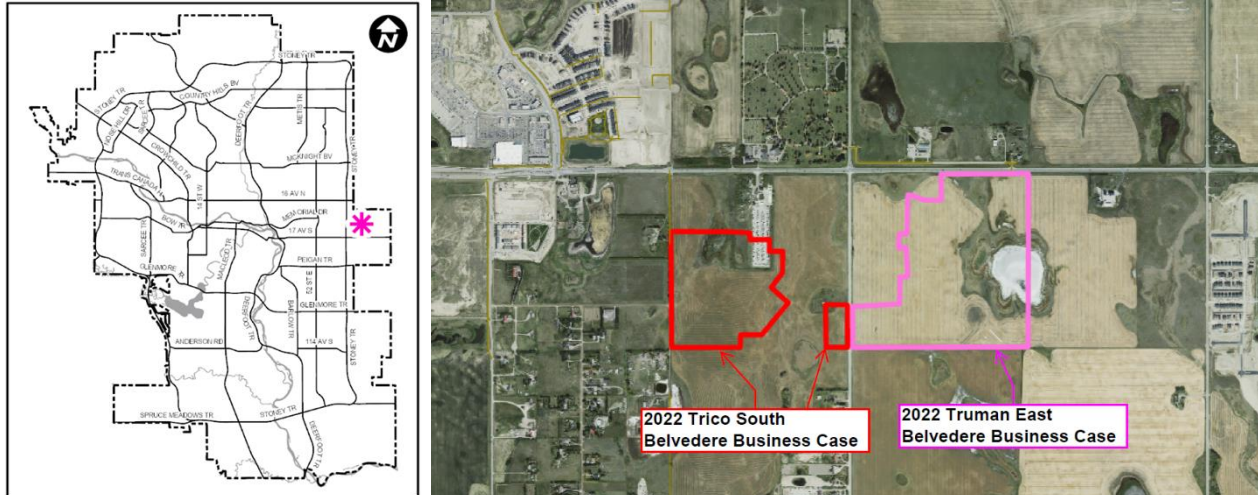 N
STONEY TR
COUNTRY HILLS BV
STONEY TR
NOSE HILL DR
SHAGANAPPI TR
DEERFOOT TR
METIS TR
STONEY TR
CROWCHILD TR
MCKNIGHT BV
TRANS CANADA H
14 ST W
16 AV N
MEMORIAL DR
BOW TR
17 AV S
SARCEE TR
MACLEOD TR
PEIGAN TR
GLENMORE TR
52 ST E
BARLOW TR
GLENMORE TR
DEERFOOT TR
ANDERSON RD
114 AV S
STONEY TR
SPRUCE MEADOWS TR
STONEY TR
DEERFOOT TR
2022 Trico South
Belvedere Business Case
2022 Truman East
Belvedere Business Case